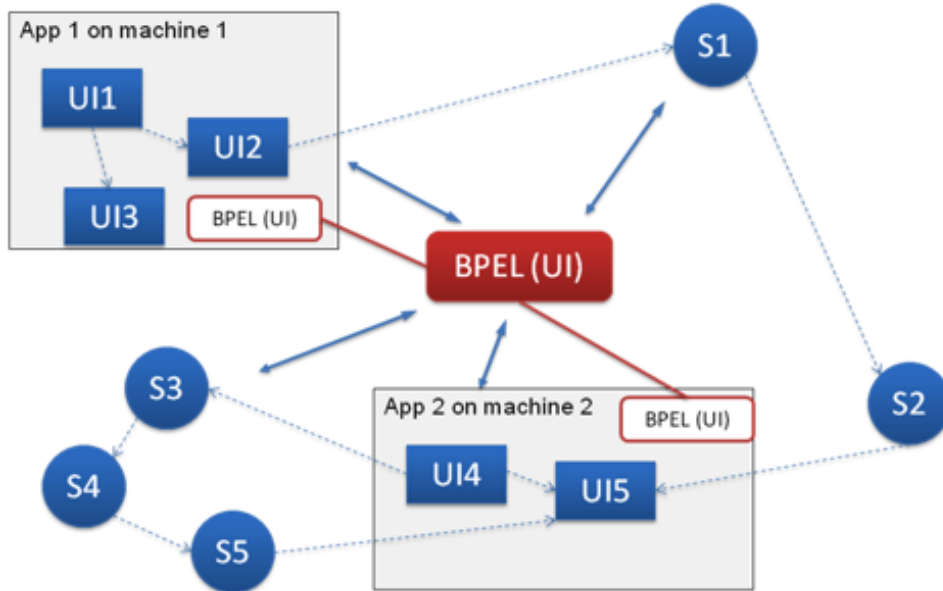 App 1 on machine 1
S1
UI1
UI2
UI3
BPEL (UI)
BPEL (UI)
S3
App 2 on machine 2
BPEL (UI)
S2
UI4
UI5
S4
S5